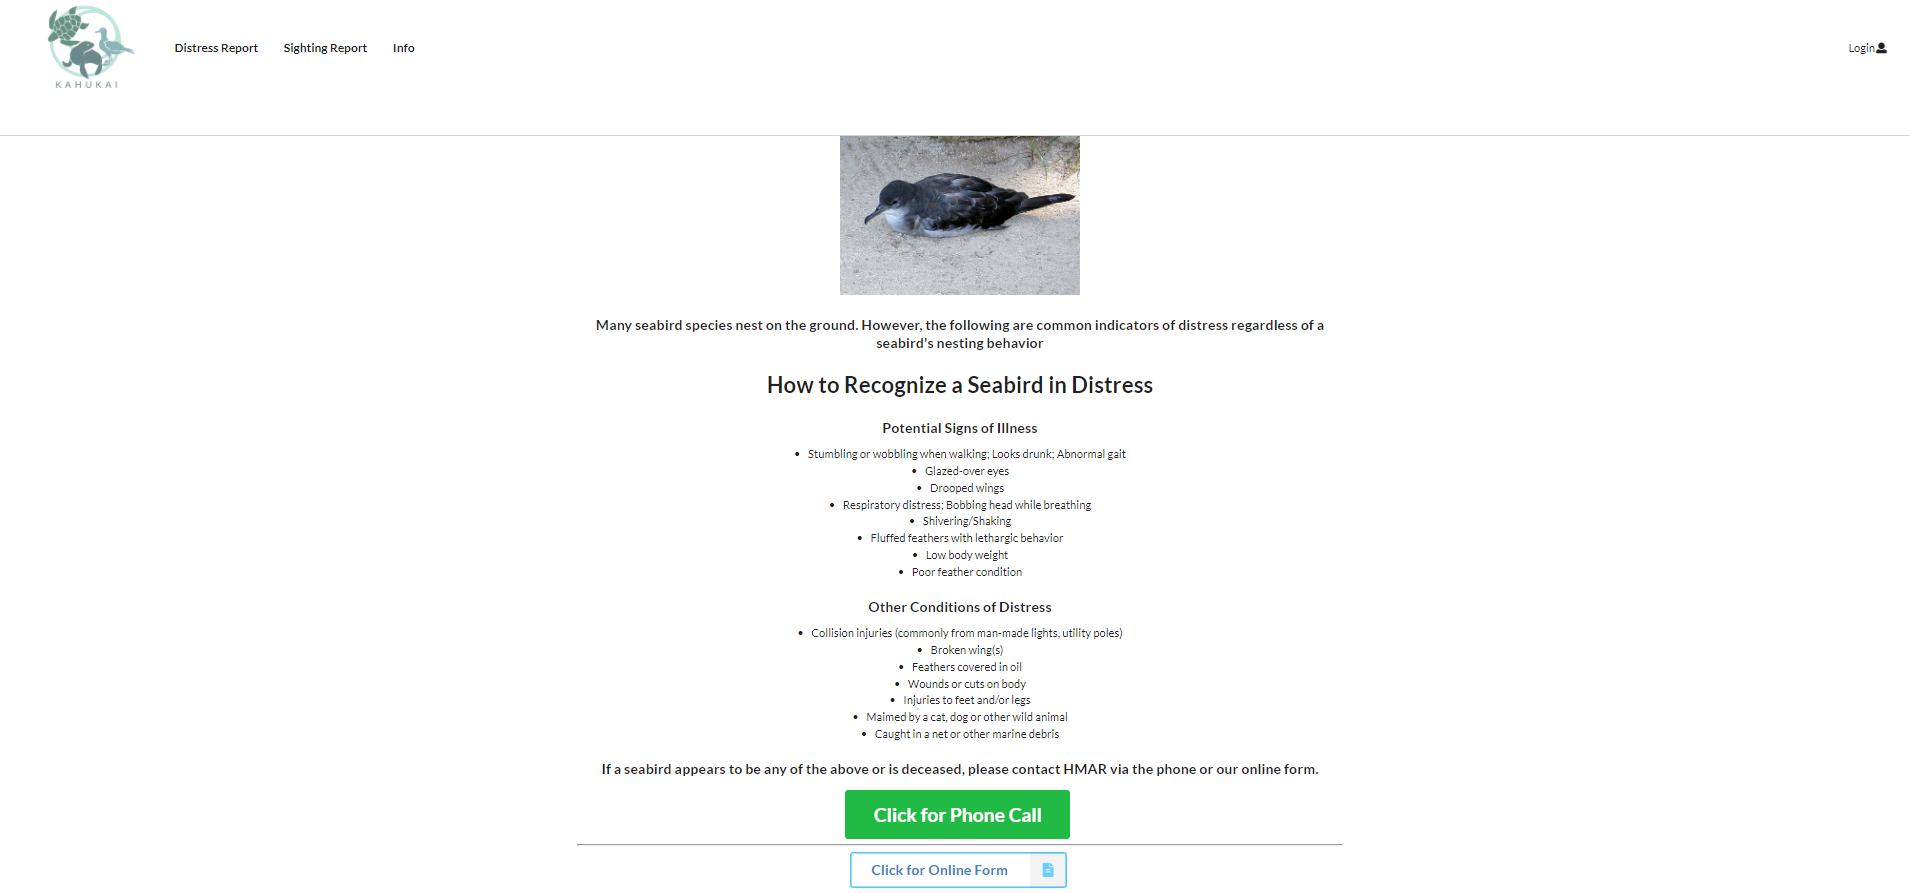 KAHUKAI
Distress Report
Sighting Report
Info
Login
Many seabird species nest on the ground. However, the following are common indicators of distress regardless of a
seabird's nesting behavior
How to Recognize a Seabird in Distress
Potential Signs of Illness
• Stumbling or wobbling when walking; Looks drunk; Abnormal gait
• Glazed-over eyes
• Drooped wings
• Respiratory distress; Bobbing head while breathing
• Shivering/Shaking
• Fluffed feathers with lethargic behavior
• Low body weight
• Poor feather condition
Other Conditions of Distress
• Collision injuries (commonly from man-made lights, utility poles)
• Broken wing(s)
• Feathers covered in oil
• Wounds or cuts on body
• Injuries to feet and/or legs
• Maimed by a cat, dog or other wild animal
• Caught in a net or other marine debris
If a seabird appears to be any of the above or is deceased, please contact HMAR via the phone or our online form.
Click for Phone Call
Click for Online Form